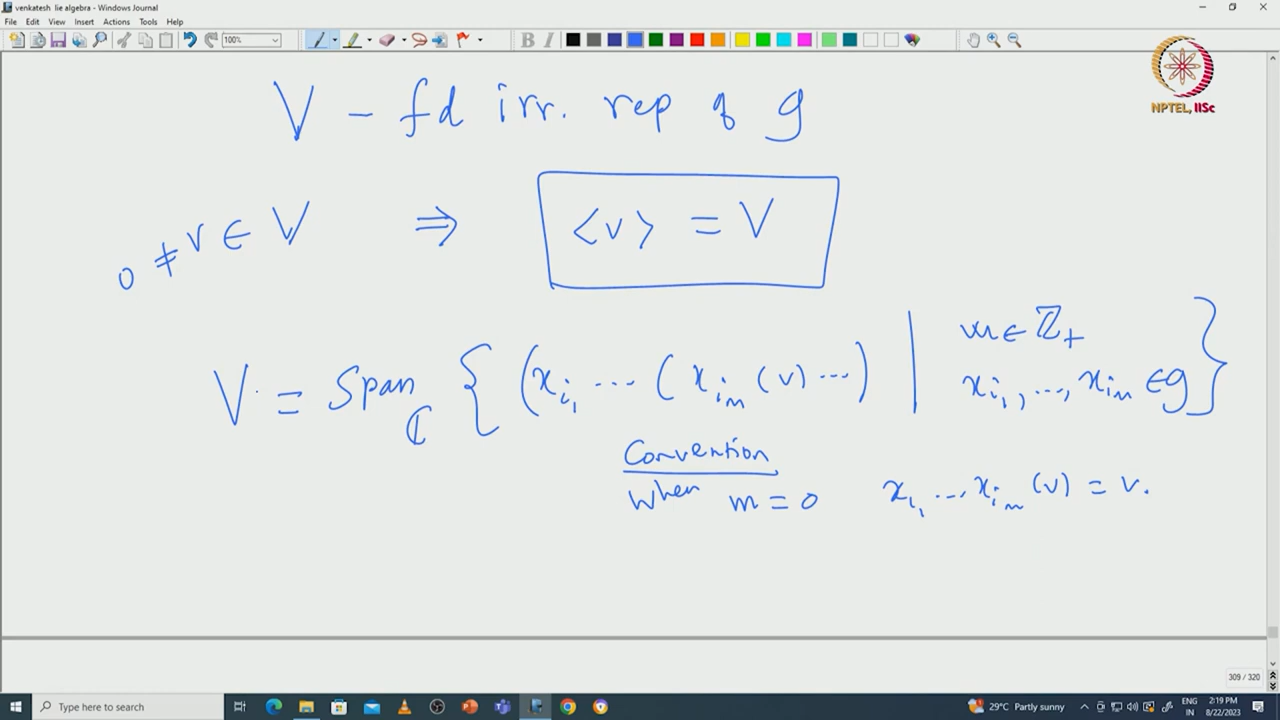 venkatesh lie algebra - Windows Journal
File Edit View Insert Actions Tools Help
100%
B I
NPTEL, IISc
V - fd irr. rep of g
0 ≠ v ∈ V ⇒ <v> = V
V = Span_ℂ { (x_{i_1} ... ( x_{i_m} (v) ...) | m ∈ ℤ_+
x_{i_1}, ..., x_{i_m} ∈ g }
Convention
When m = 0 x_{i_1} ... x_{i_m} (v) = v.
309 / 320
Type here to search
29°C Partly sunny
ENG
IN
2:19 PM
8/22/2023